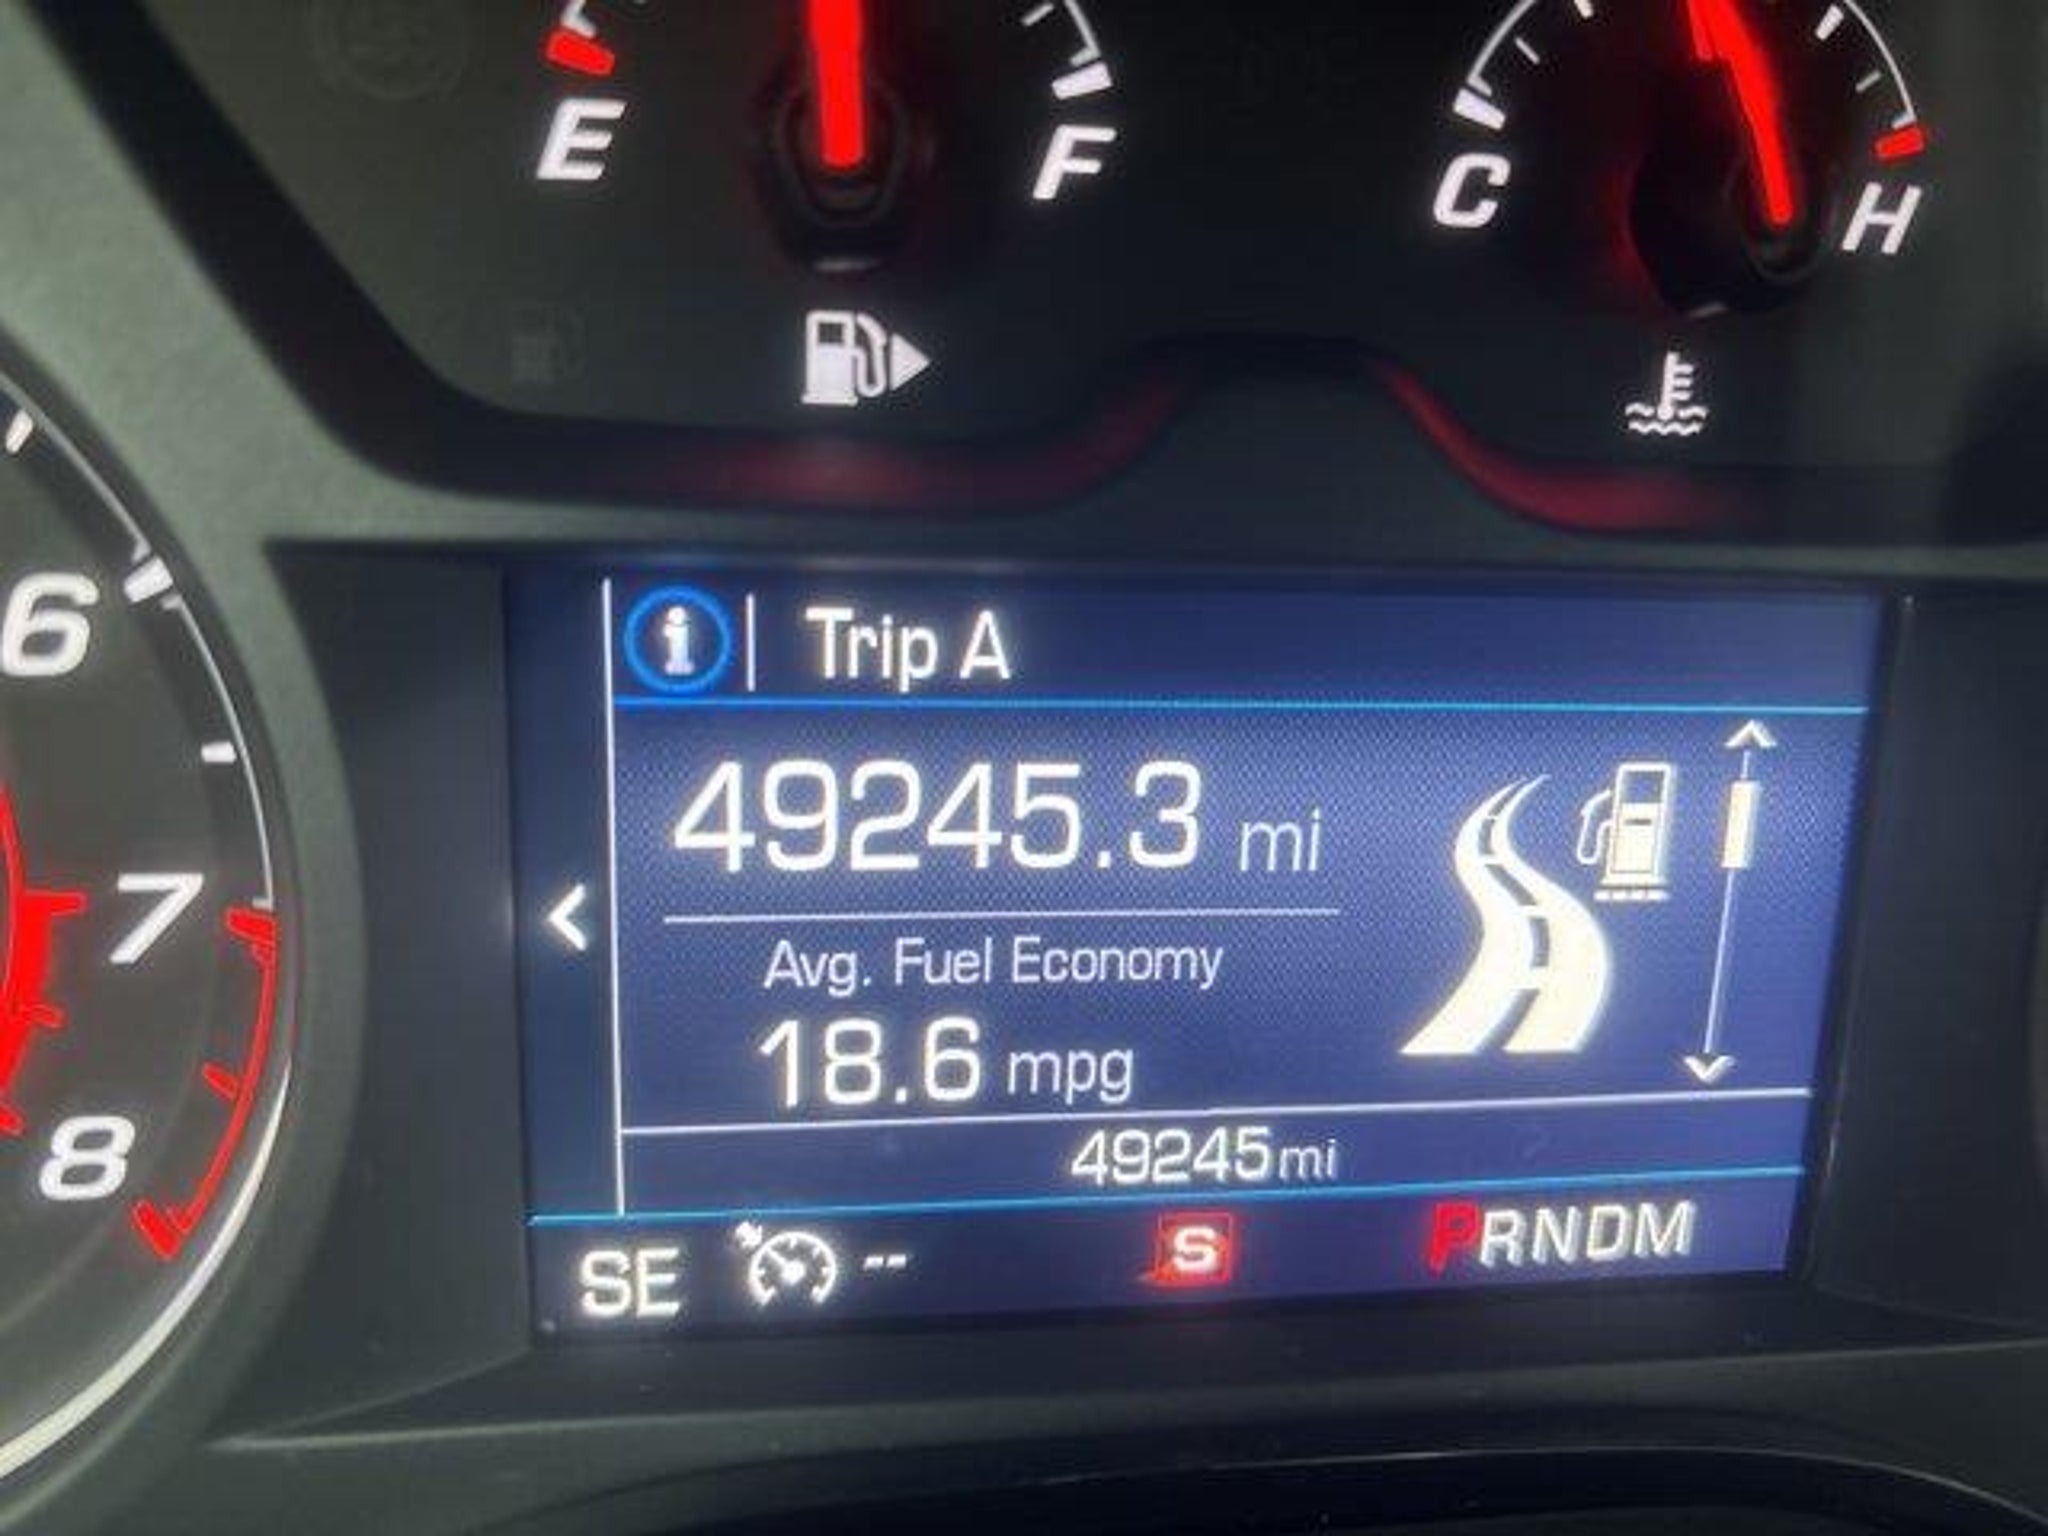 E F
C H
6
Trip A
49245.3 mi
7
Avg. Fuel Economy
18.6 mpg
8
49245mi
SE -- S PRNDM